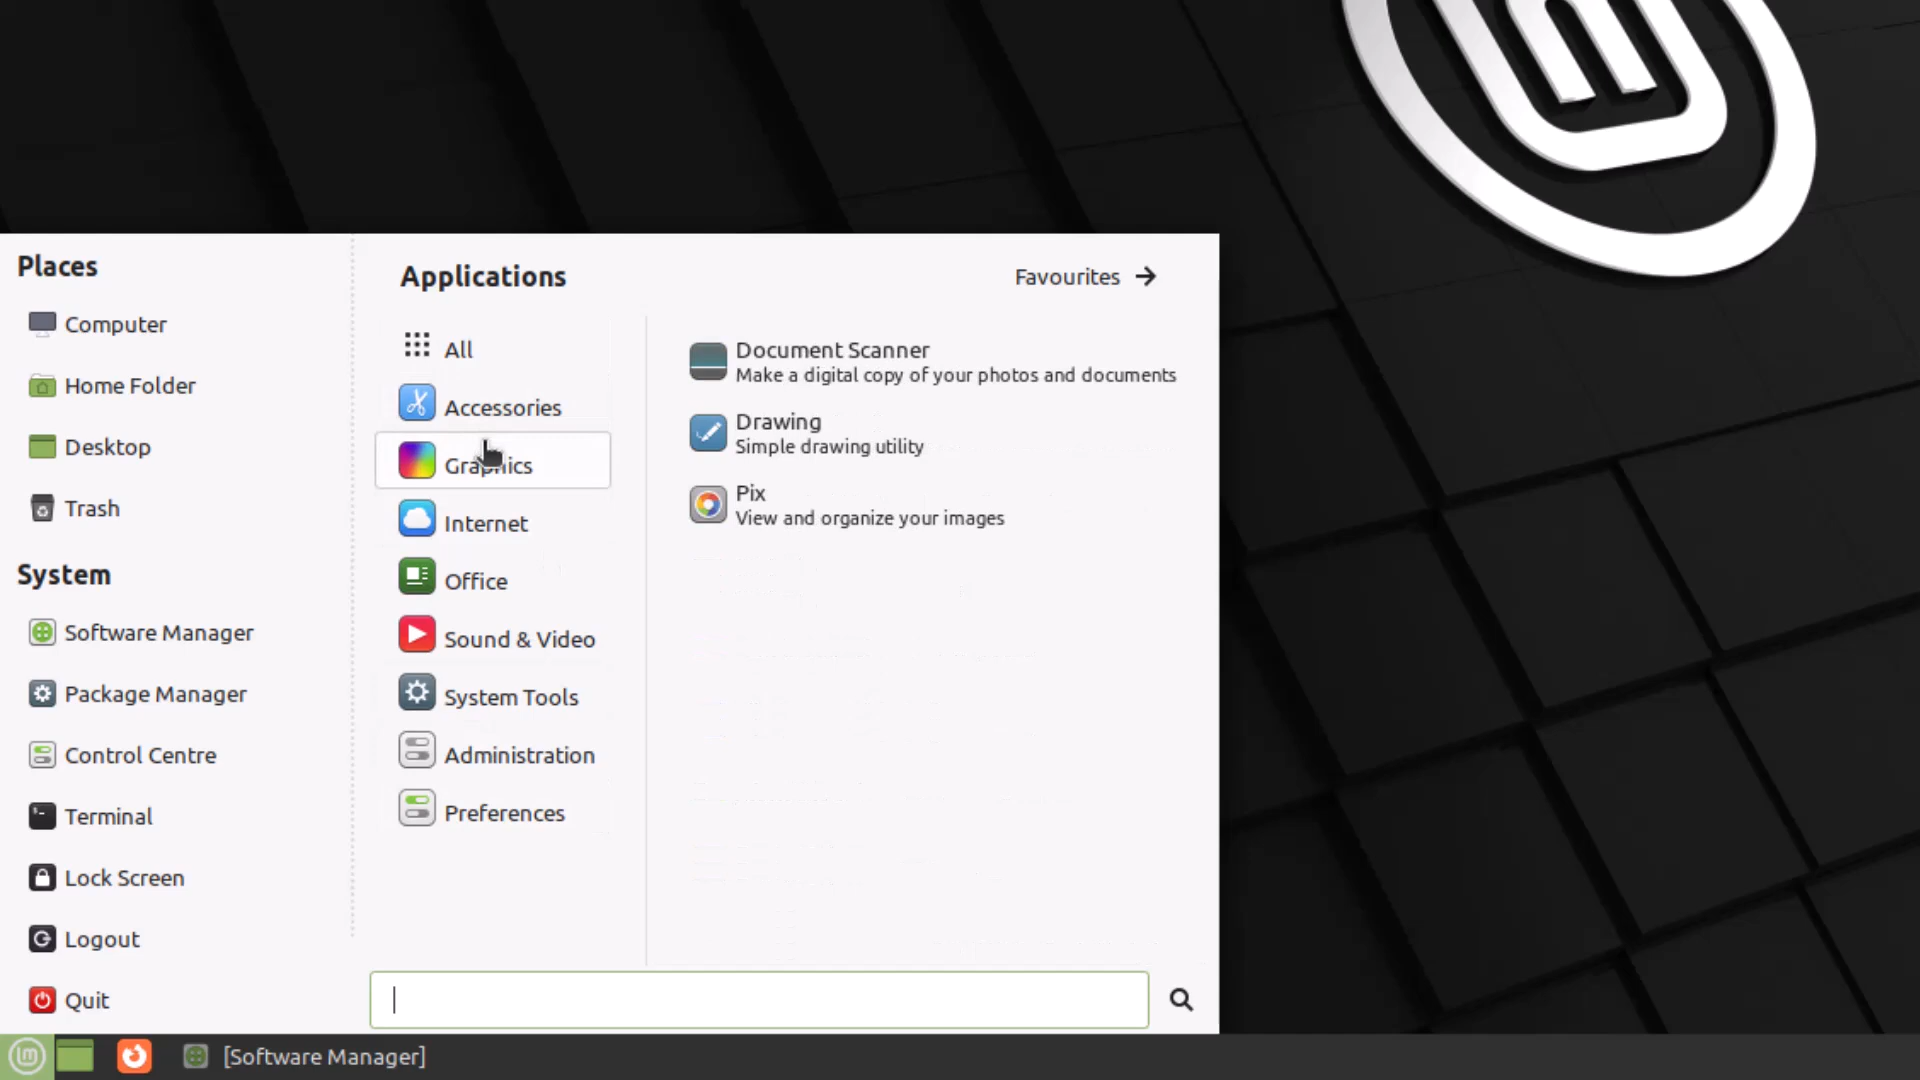 Places
Computer
Home Folder
Desktop
Trash
System
Software Manager
Package Manager
Control Centre
Terminal
Lock Screen
Logout
Quit
Applications
Favourites
All
Accessories
Graphics
Internet
Office
Sound & Video
System Tools
Administration
Preferences
Document Scanner
Make a digital copy of your photos and documents
Drawing
Simple drawing utility
Pix
View and organize your images
[Software Manager]